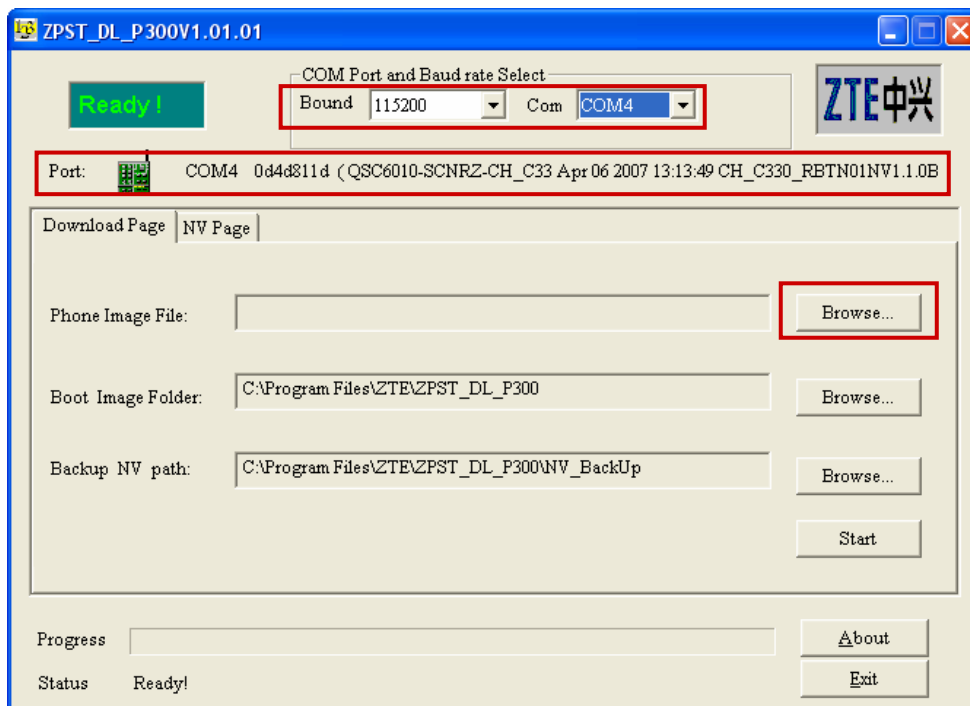 ZPST_DL_P300V1.01.01
COM Port and Baud rate Select
Ready !
Bound 115200 Com COM4
ZTE中兴
Port: COM4 0d4d811d ( QSC6010-SCNRZ-CH_C33 Apr 06 2007 13:13:49 CH_C330_RBTN01NV1.1.0B
Download Page NV Page
Phone Image File: Browse...
Boot Image Folder: C:\Program Files\ZTE\ZPST_DL_P300 Browse...
Backup NV path: C:\Program Files\ZTE\ZPST_DL_P300\NV_BackUp Browse...
Start
Progress About
Status Ready! Exit